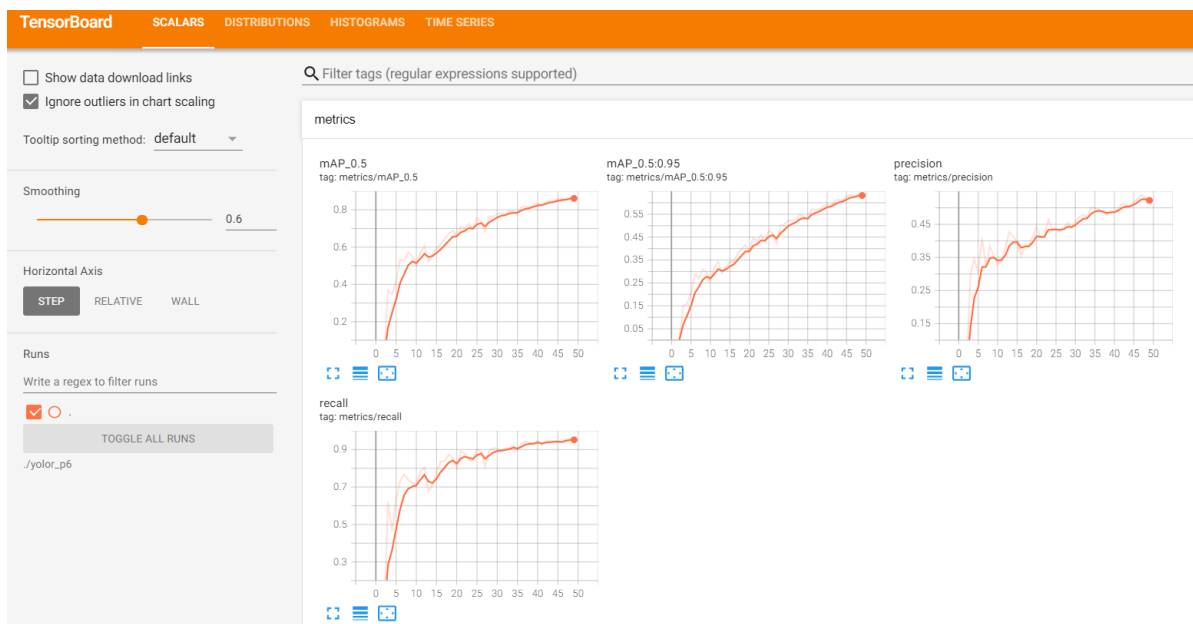 TensorBoard SCALARS DISTRIBUTIONS HISTOGRAMS TIME SERIES
Show data download links
Ignore outliers in chart scaling
Tooltip sorting method: default
Smoothing
0.6
Horizontal Axis
STEP RELATIVE WALL
Runs
Write a regex to filter runs
.
TOGGLE ALL RUNS
./yolor_p6
Filter tags (regular expressions supported)
metrics
mAP_0.5
tag: metrics/mAP_0.5
0.8
0.6
0.4
0.2
0 5 10 15 20 25 30 35 40 45 50
mAP_0.5:0.95
tag: metrics/mAP_0.5:0.95
0.55
0.45
0.35
0.25
0.15
0.05
0 5 10 15 20 25 30 35 40 45 50
precision
tag: metrics/precision
0.45
0.35
0.25
0.15
0 5 10 15 20 25 30 35 40 45 50
recall
tag: metrics/recall
0.9
0.7
0.5
0.3
0 5 10 15 20 25 30 35 40 45 50